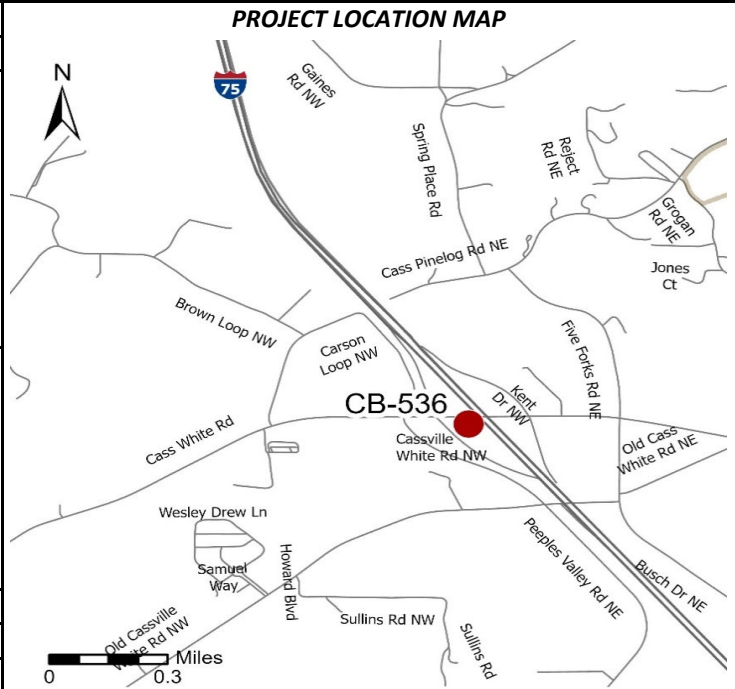 PROJECT LOCATION MAP
N
75
Gaines
Rd NW
Spring Place Rd
Reject
Rd NE
Grogan
Rd NE
Cass Pinelog Rd NE
Jones
Ct
Brown Loop NW
Carson
Loop NW
Five Forks Rd NE
Kent
Dr NW
CB-536
Cass White Rd
Cassville
White Rd NW
Old Cass
White Rd NE
Wesley Drew Ln
Samuel
Way
Howard Blvd
Peeples Valley Rd NE
Busch Dr NE
Sullins Rd NW
Sullins Rd
Old Cassville
White Rd NW
Miles
0 0.3